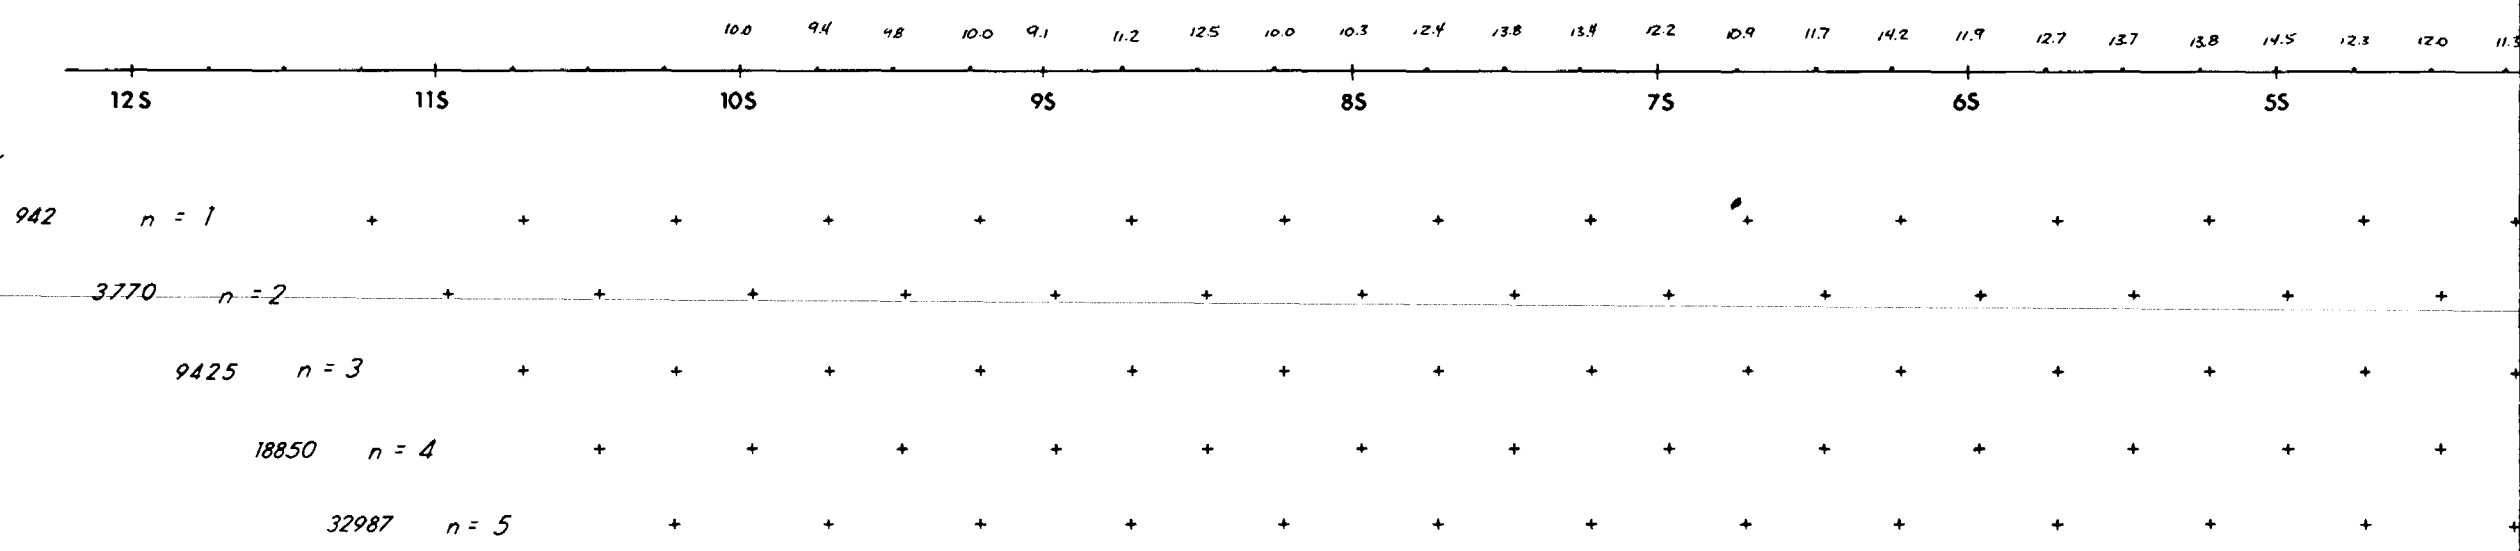 10.0 9.4 9.8 10.0 9.1 11.2 12.5 10.0 10.3 12.4 13.8 13.4 12.2 10.9 11.7 14.2 11.9 12.7 13.7 13.8 14.5 12.3 12.0
12S 11S 10S 9S 8S 7S 6S 5S
942 n = 1
3770 n = 2
9425 n = 3
18850 n = 4
32987 n = 5